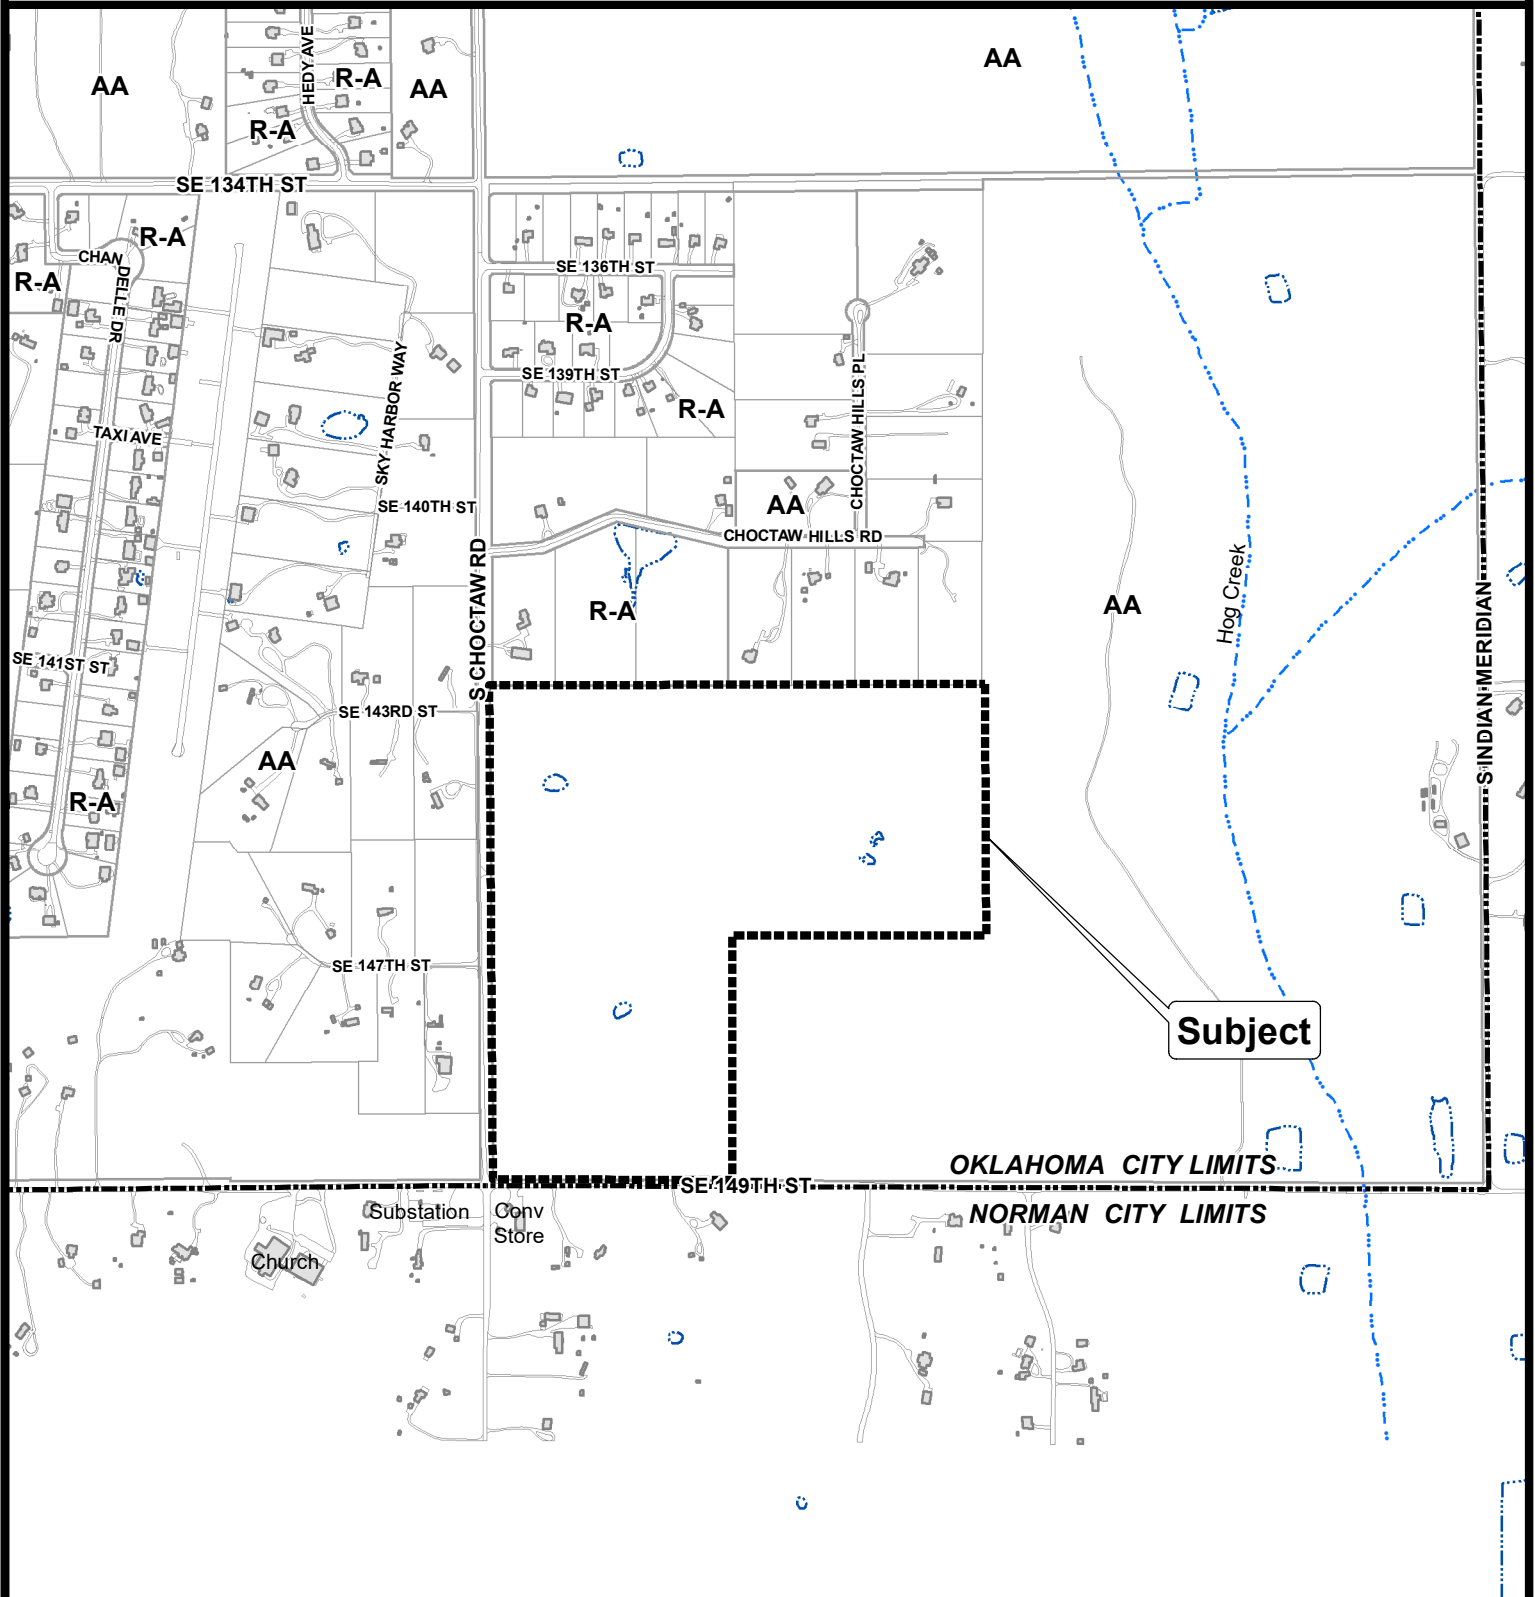 HEDY AVE
AA
R-A
AA
AA
R-A
SE 134TH ST
R-A
CHANDELLE DR
R-A
SE 136TH ST
R-A
SE 139TH ST
R-A
SKY HARBOR WAY
CHOCTAW HILLS PL
TAXI AVE
AA
SE 140TH ST
CHOCTAW HILLS RD
S CHOCTAW RD
R-A
AA
Hog Creek
S INDIAN MERIDIAN
SE 141ST ST
SE 143RD ST
AA
R-A
SE 147TH ST
Subject
OKLAHOMA CITY LIMITS
SE 149TH ST
NORMAN CITY LIMITS
Substation
Conv
Store
Church